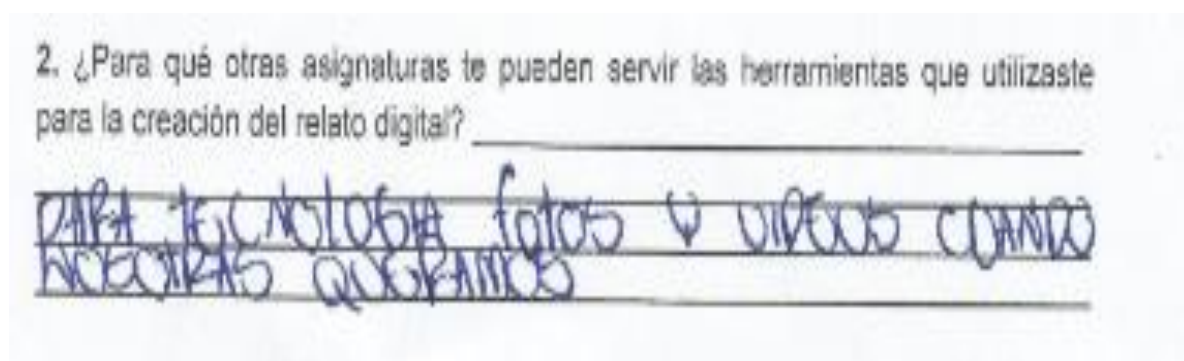 2. ¿Para qué otras asignaturas te pueden servir las herramientas que utilizaste
para la creación del relato digital?
PARA TECNOLOGIA fotos Y VIDEOS CUANDO
NOSOTRAS QUERAMOS